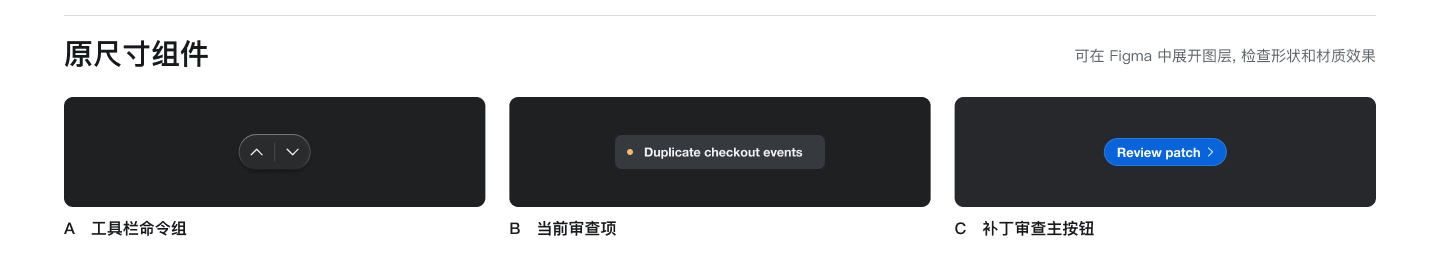 原尺寸组件
可在 Figma 中展开图层, 检查形状和材质效果
Duplicate checkout events
Review patch
A 工具栏命令组
B 当前审查项
C 补丁审查主按钮